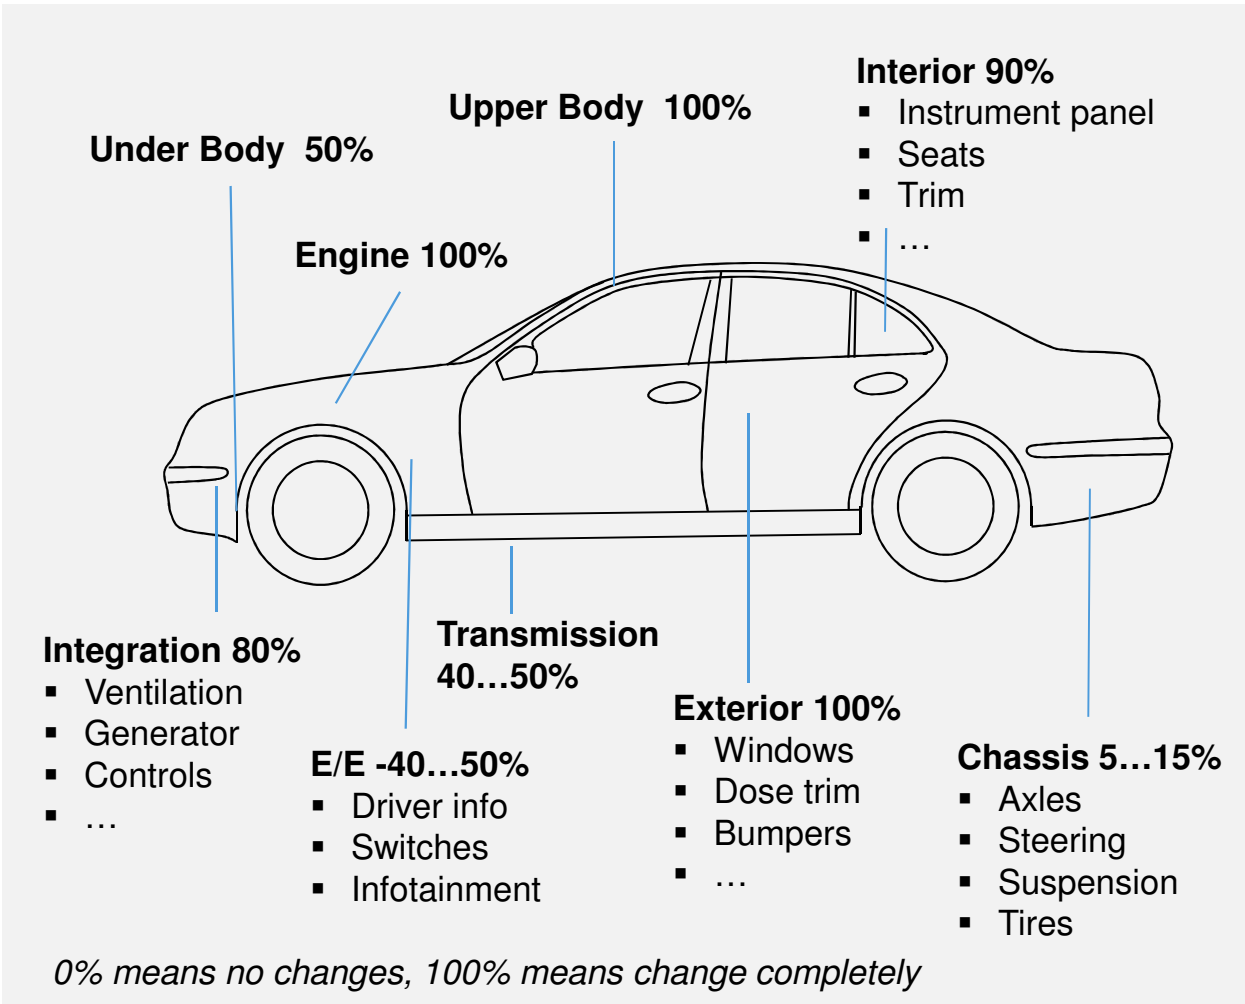 Interior 90%
▪ Instrument panel
▪ Seats
▪ Trim
▪ …
Upper Body  100%
Under Body  50%
Engine 100%
Integration 80%
▪ Ventilation
▪ Generator
▪ Controls
▪ …
E/E -40…50%
▪ Driver info
▪ Switches
▪ Infotainment
Transmission
40…50%
Exterior 100%
▪ Windows
▪ Dose trim
▪ Bumpers
▪ …
Chassis 5…15%
▪ Axles
▪ Steering
▪ Suspension
▪ Tires
0% means no changes, 100% means change completely